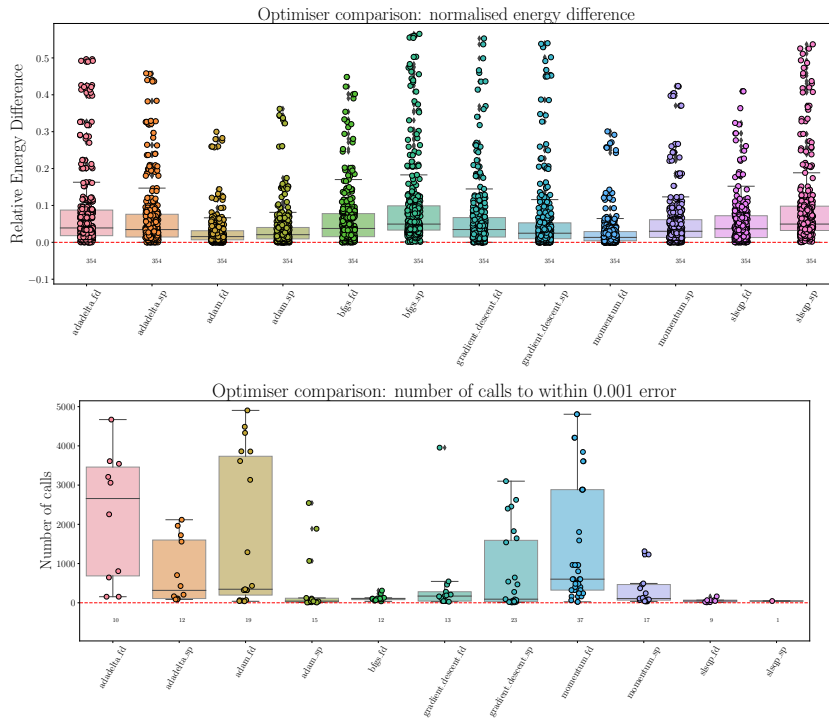 Optimiser comparison: normalised energy difference
Relative Energy Difference
0.5
0.4
0.3
0.2
0.1
0.0
−0.1
354 354 354 354 354 354 354 354 354 354 354 354
adadelta_fd adadelta_sp adam_fd adam_sp bfgs_fd bfgs_sp gradient_descent_fd gradient_descent_sp momentum_fd momentum_sp slsqp_fd slsqp_sp
Optimiser comparison: number of calls to within 0.001 error
Number of calls
5000
4000
3000
2000
1000
0
10 12 19 15 12 13 23 37 17 9 1
adadelta_fd adadelta_sp adam_fd adam_sp bfgs_fd gradient_descent_fd gradient_descent_sp momentum_fd momentum_sp slsqp_fd slsqp_sp